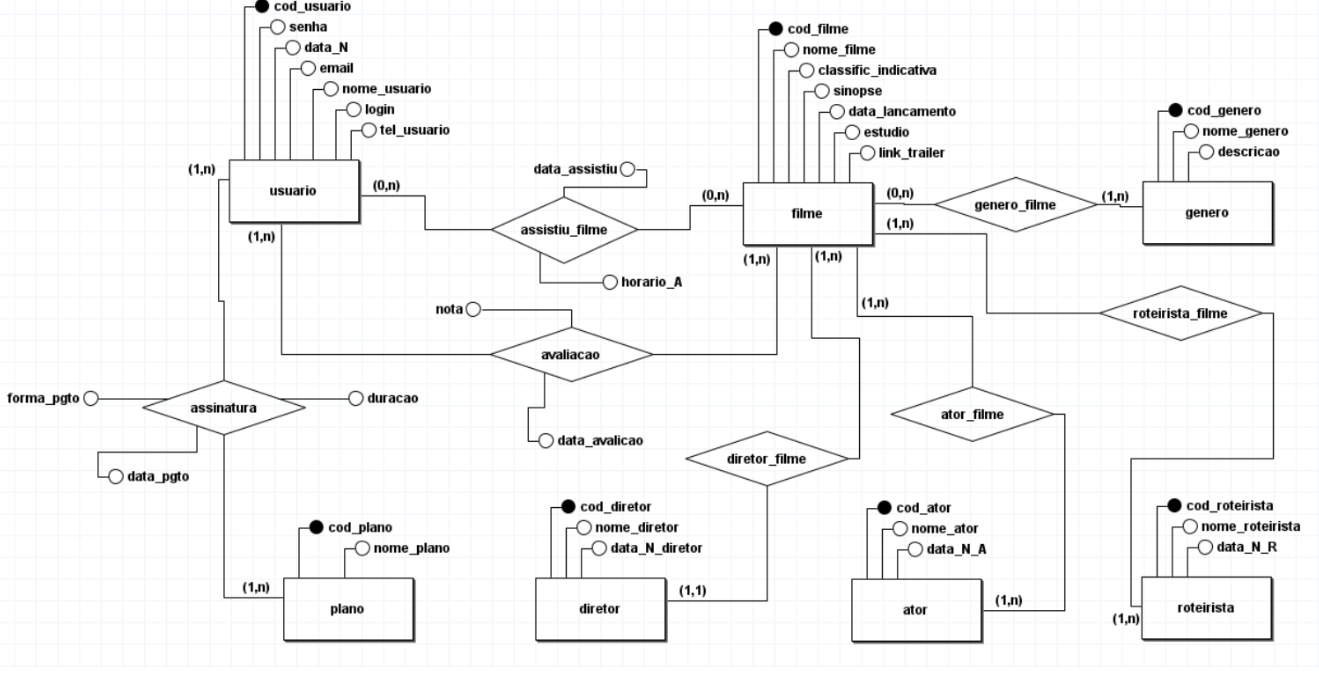 cod_usuario
senha
data_N
email
nome_usuario
login
tel_usuario
(1,n)
usuario
(0,n)
(1,n)
data_assistiu
assistiu_filme
horario_A
(0,n)
cod_filme
nome_filme
classific_indicativa
sinopse
data_lancamento
estudio
link_trailer
filme
(0,n)
(1,n)
(1,n)
(1,n)
(1,n)
genero_filme
(1,n)
cod_genero
nome_genero
descricao
genero
roteirista_filme
nota
avaliacao
data_avalicao
forma_pgto
assinatura
duracao
data_pgto
ator_filme
diretor_filme
cod_plano
nome_plano
(1,n)
plano
cod_diretor
nome_diretor
data_N_diretor
diretor
(1,1)
cod_ator
nome_ator
data_N_A
ator
(1,n)
cod_roteirista
nome_roteirista
data_N_R
roteirista
(1,n)